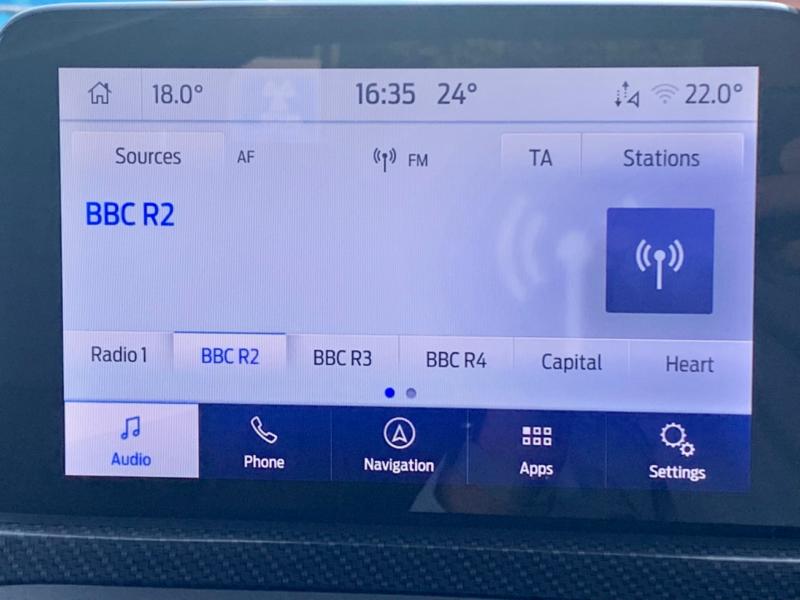 18.0° 16:35 24° 22.0°
Sources AF FM TA Stations
BBC R2
Radio 1 BBC R2 BBC R3 BBC R4 Capital Heart
Audio Phone Navigation Apps Settings